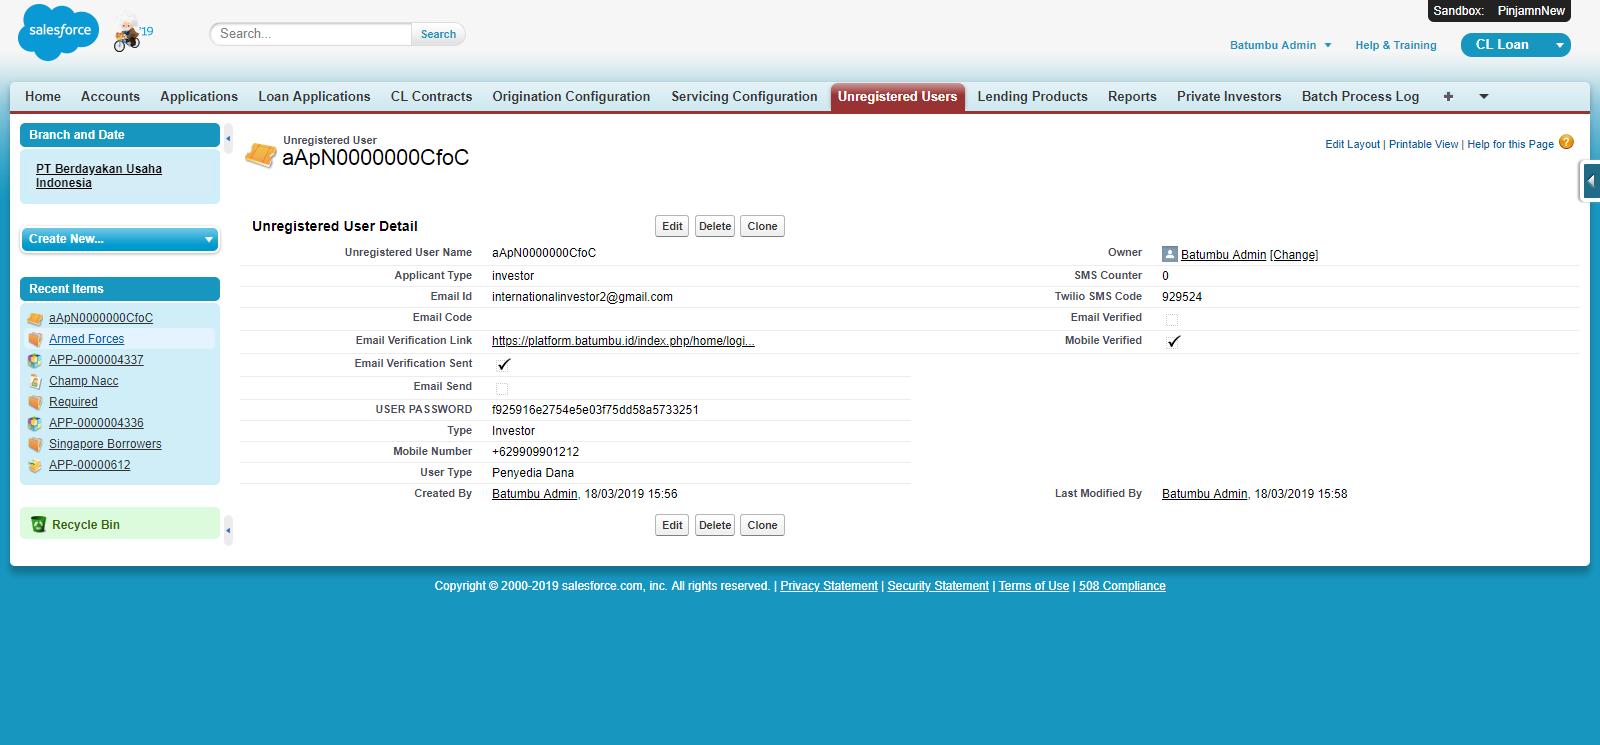 Sandbox: PinjamnNew
salesforce
'19
Search...
Search
Batumbu Admin
Help & Training
CL Loan
Home Accounts Applications Loan Applications CL Contracts Origination Configuration Servicing Configuration Unregistered Users Lending Products Reports Private Investors Batch Process Log +
Branch and Date
PT Berdayakan Usaha
Indonesia
Create New...
Recent Items
aApN0000000CfoC
Armed Forces
APP-0000004337
Champ Nacc
Required
APP-0000004336
Singapore Borrowers
APP-00000612
Recycle Bin
Unregistered User
aApN0000000CfoC
Edit Layout | Printable View | Help for this Page ?
Unregistered User Detail
Edit Delete Clone
Unregistered User Name aApN0000000CfoC
Owner Batumbu Admin [Change]
Applicant Type investor
SMS Counter 0
Email Id internationalinvestor2@gmail.com
Twilio SMS Code 929524
Email Code
Email Verified
Email Verification Link https://platform.batumbu.id/index.php/home/logi...
Mobile Verified
Email Verification Sent
Email Send
USER PASSWORD f925916e2754e5e03f75dd58a5733251
Type Investor
Mobile Number +629909901212
User Type Penyedia Dana
Created By Batumbu Admin, 18/03/2019 15:56
Last Modified By Batumbu Admin, 18/03/2019 15:58
Edit Delete Clone
Copyright © 2000-2019 salesforce.com, inc. All rights reserved. | Privacy Statement | Security Statement | Terms of Use | 508 Compliance